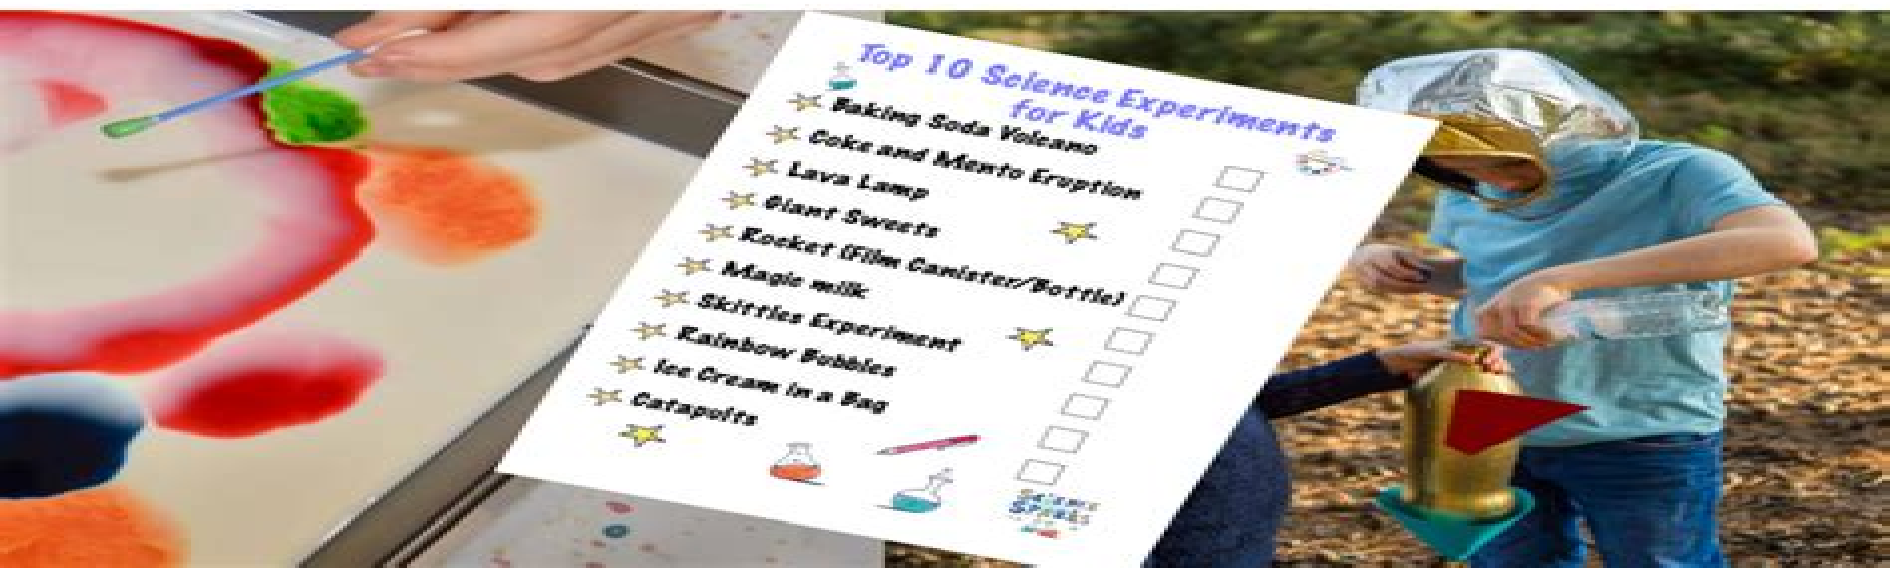 Top 10 Science Experiments
for Kids
Baking Soda Volcano
Coke and Mento Eruption
Lava Lamp
Giant Sweets
Rocket (Film Canister/Bottle)
Magic milk
Skittles Experiment
Rainbow Bubbles
Ice Cream in a Bag
Catapults